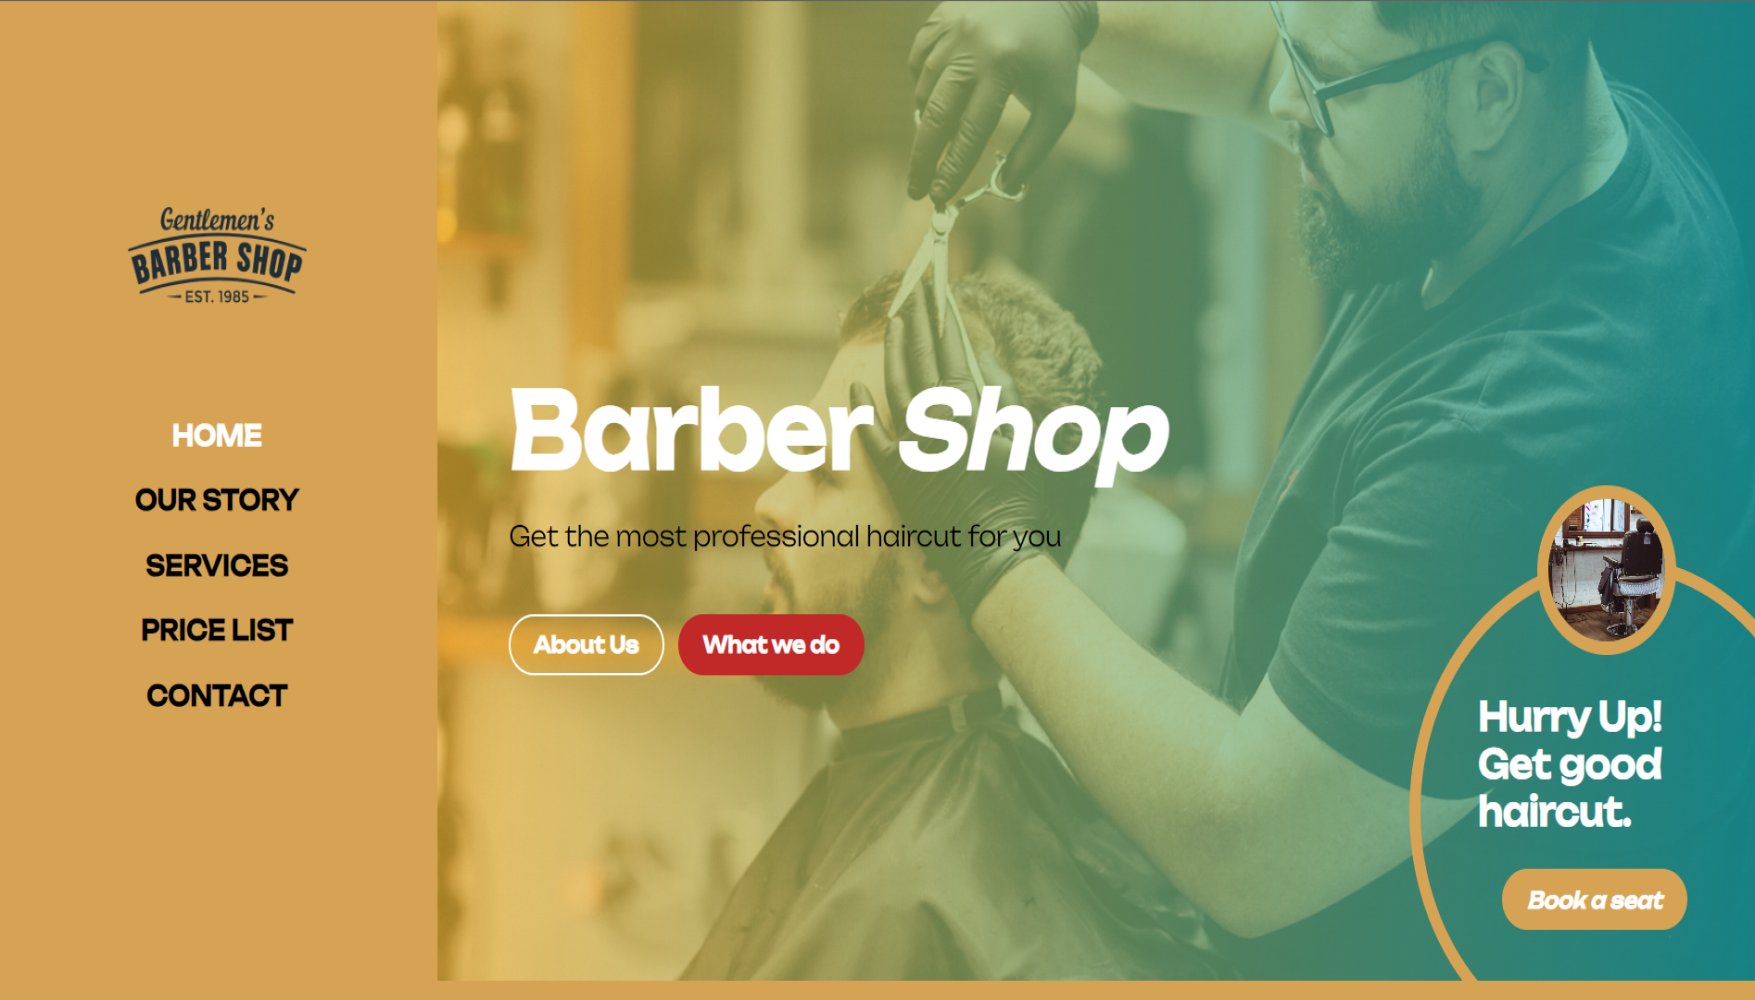 Gentlemen's
BARBER SHOP
EST. 1985
HOME
OUR STORY
SERVICES
PRICE LIST
CONTACT
Barber Shop
Get the most professional haircut for you
About Us
What we do
Hurry Up!
Get good
haircut.
Book a seat